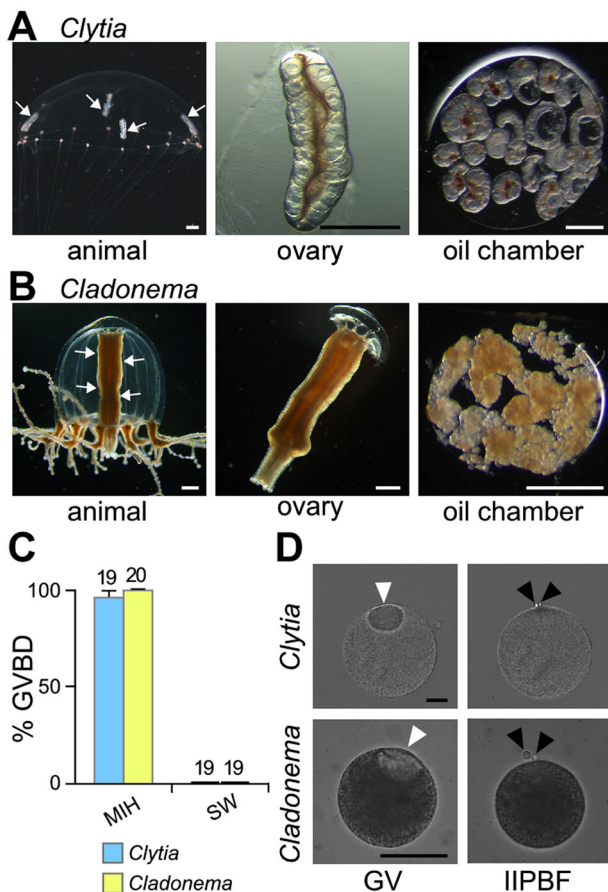 A Clytia
animal ovary oil chamber
B Cladonema
animal ovary oil chamber
C
% GVBD
100
50
0
19 20
19 19
MIH SW
Clytia
Cladonema
D
Clytia
Cladonema
GV IIPBF